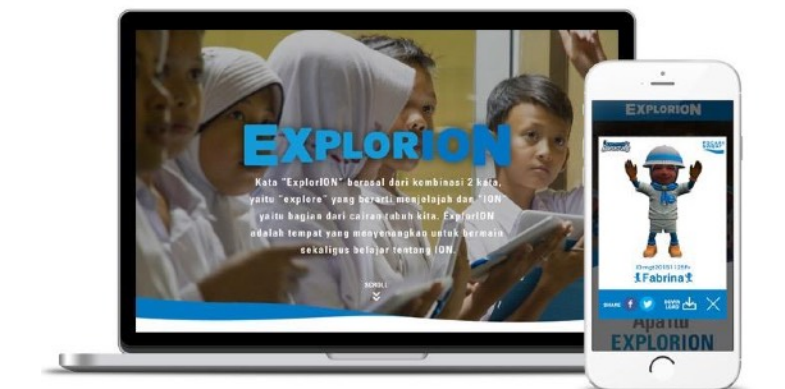 EXPLORION
Kata "ExplorION" berasal dari kombinasi 2 kata,
yaitu "explore" yang berarti menjelajah dan "ION"
yaitu bagian dari cairan tubuh kita. ExplorION
adalah tempat yang menyenangkan untuk bermain
sekaligus belajar tentang ION.
SCROLL
EXPLORION
Fabrina
SHARE
DOWN
LOAD
Apa itu
EXPLORION